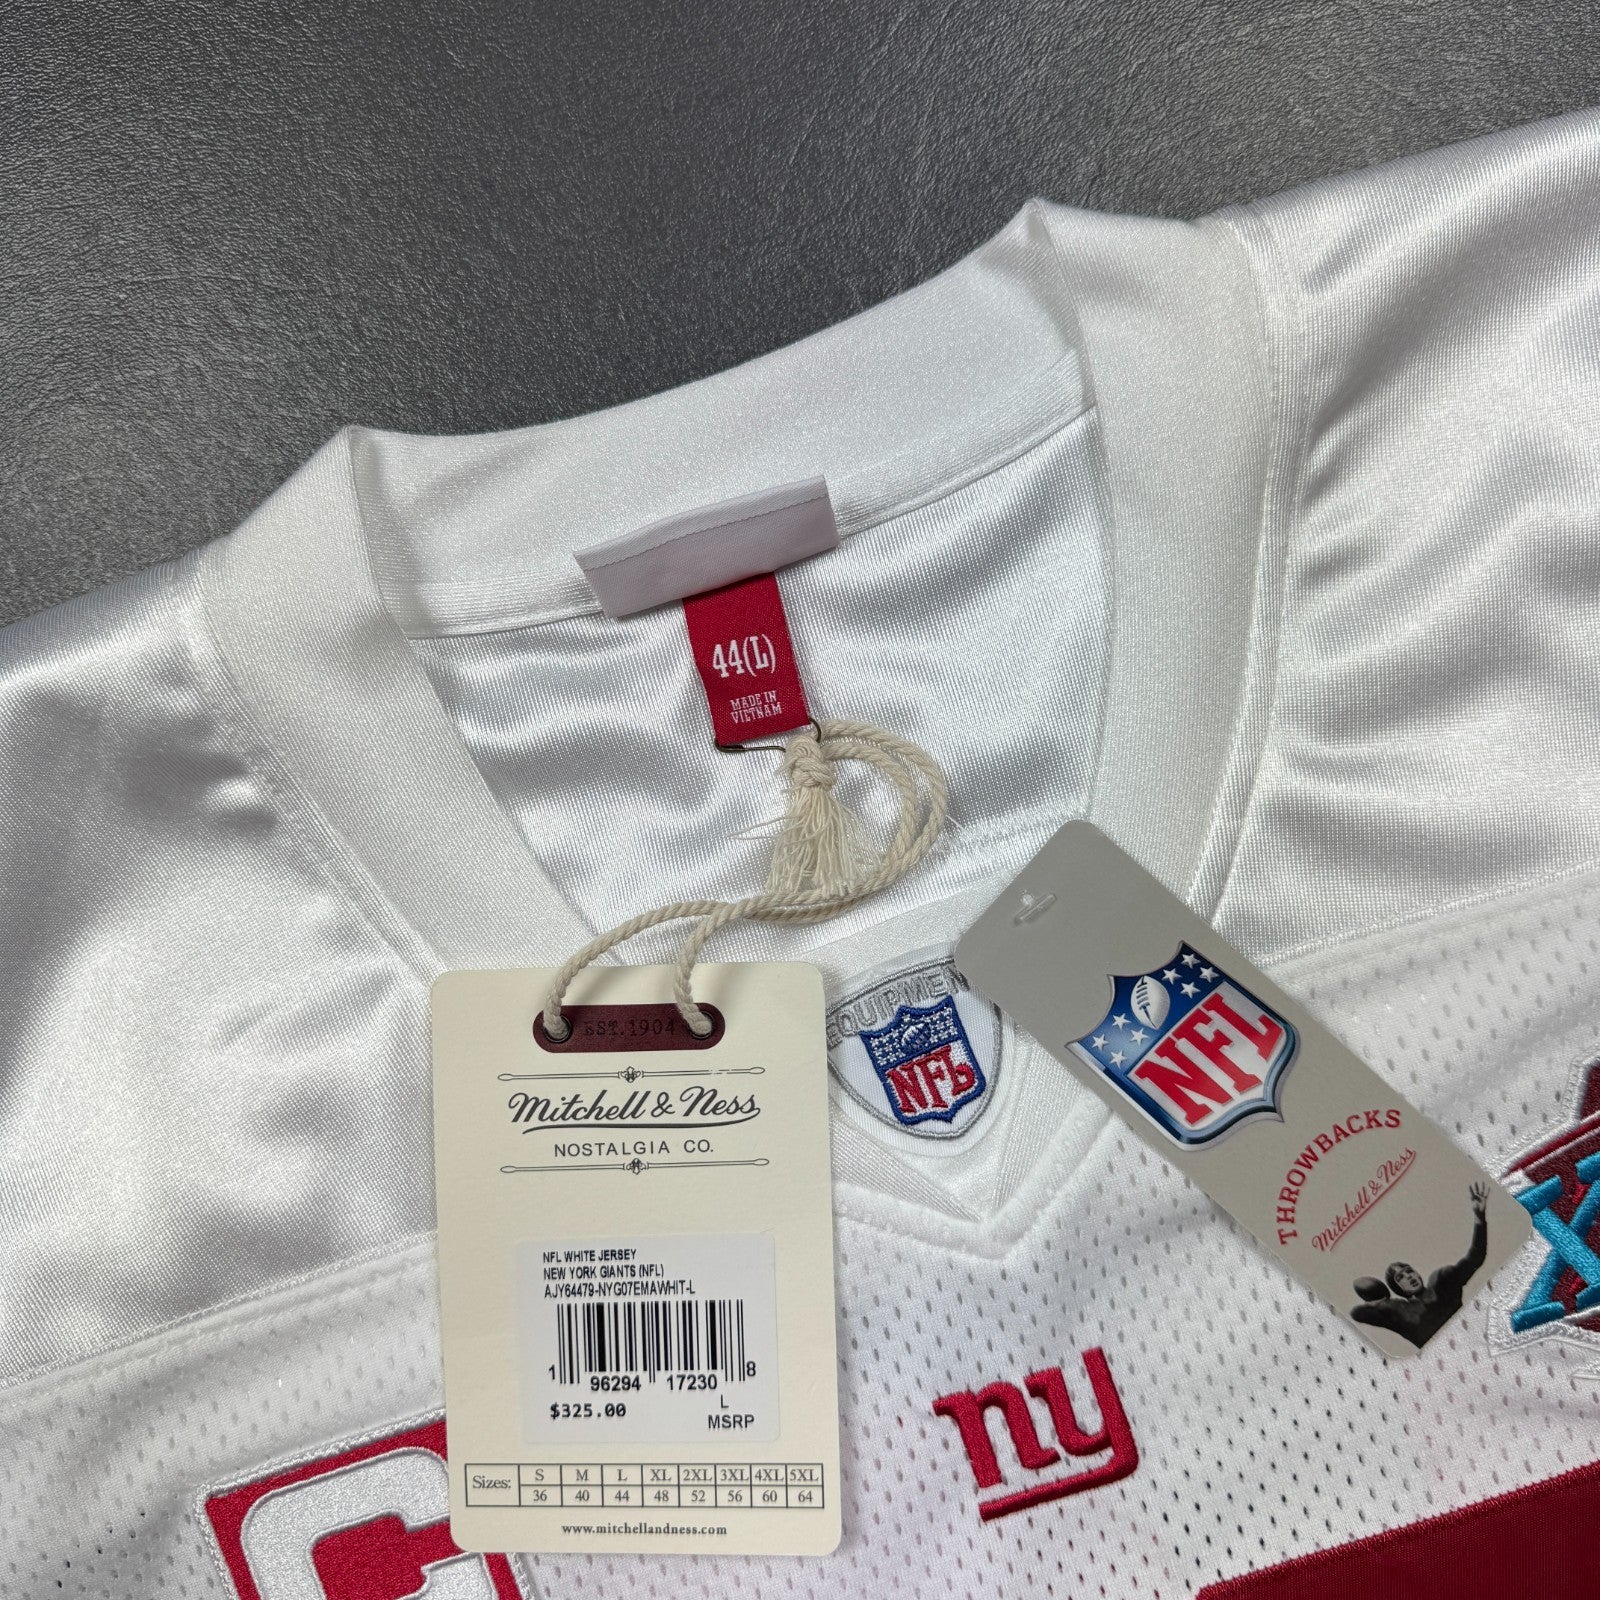 44(L)
MADE IN
VIETNAM
EST.1904
Mitchell & Ness
NOSTALGIA CO.
NFL WHITE JERSEY
NEW YORK GIANTS (NFL)
AJY64479-NYG07EMAWHIT-L
1 96294 17230 8
$325.00
L
MSRP
Sizes: S M L XL 2XL 3XL 4XL 5XL
36 40 44 48 52 56 60 64
www.mitchellandness.com
EQUIPMEN
NFL
NFL
THROWBACKS
Mitchell & Ness
ny
C
X